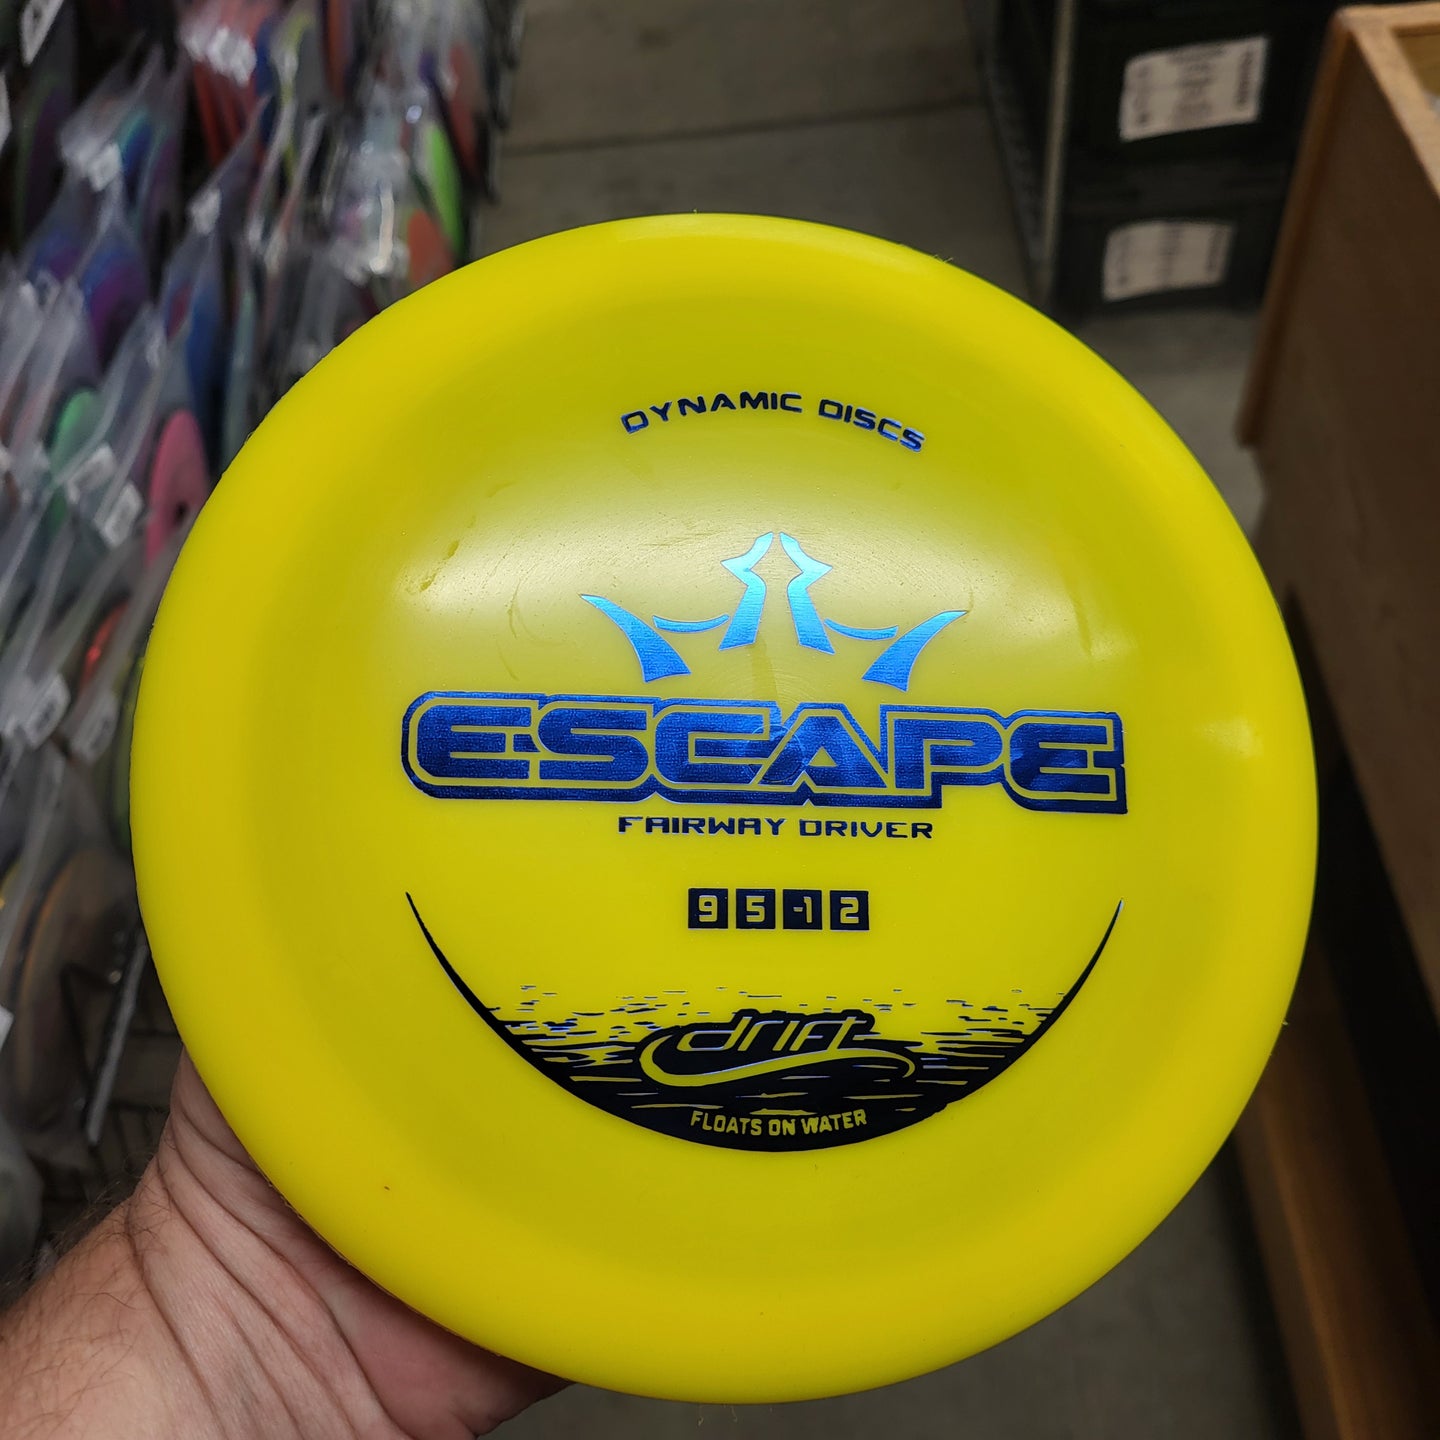 DYNAMIC DISCS
ESCAPE
FAIRWAY DRIVER
9 5 -1 2
drift
FLOATS ON WATER